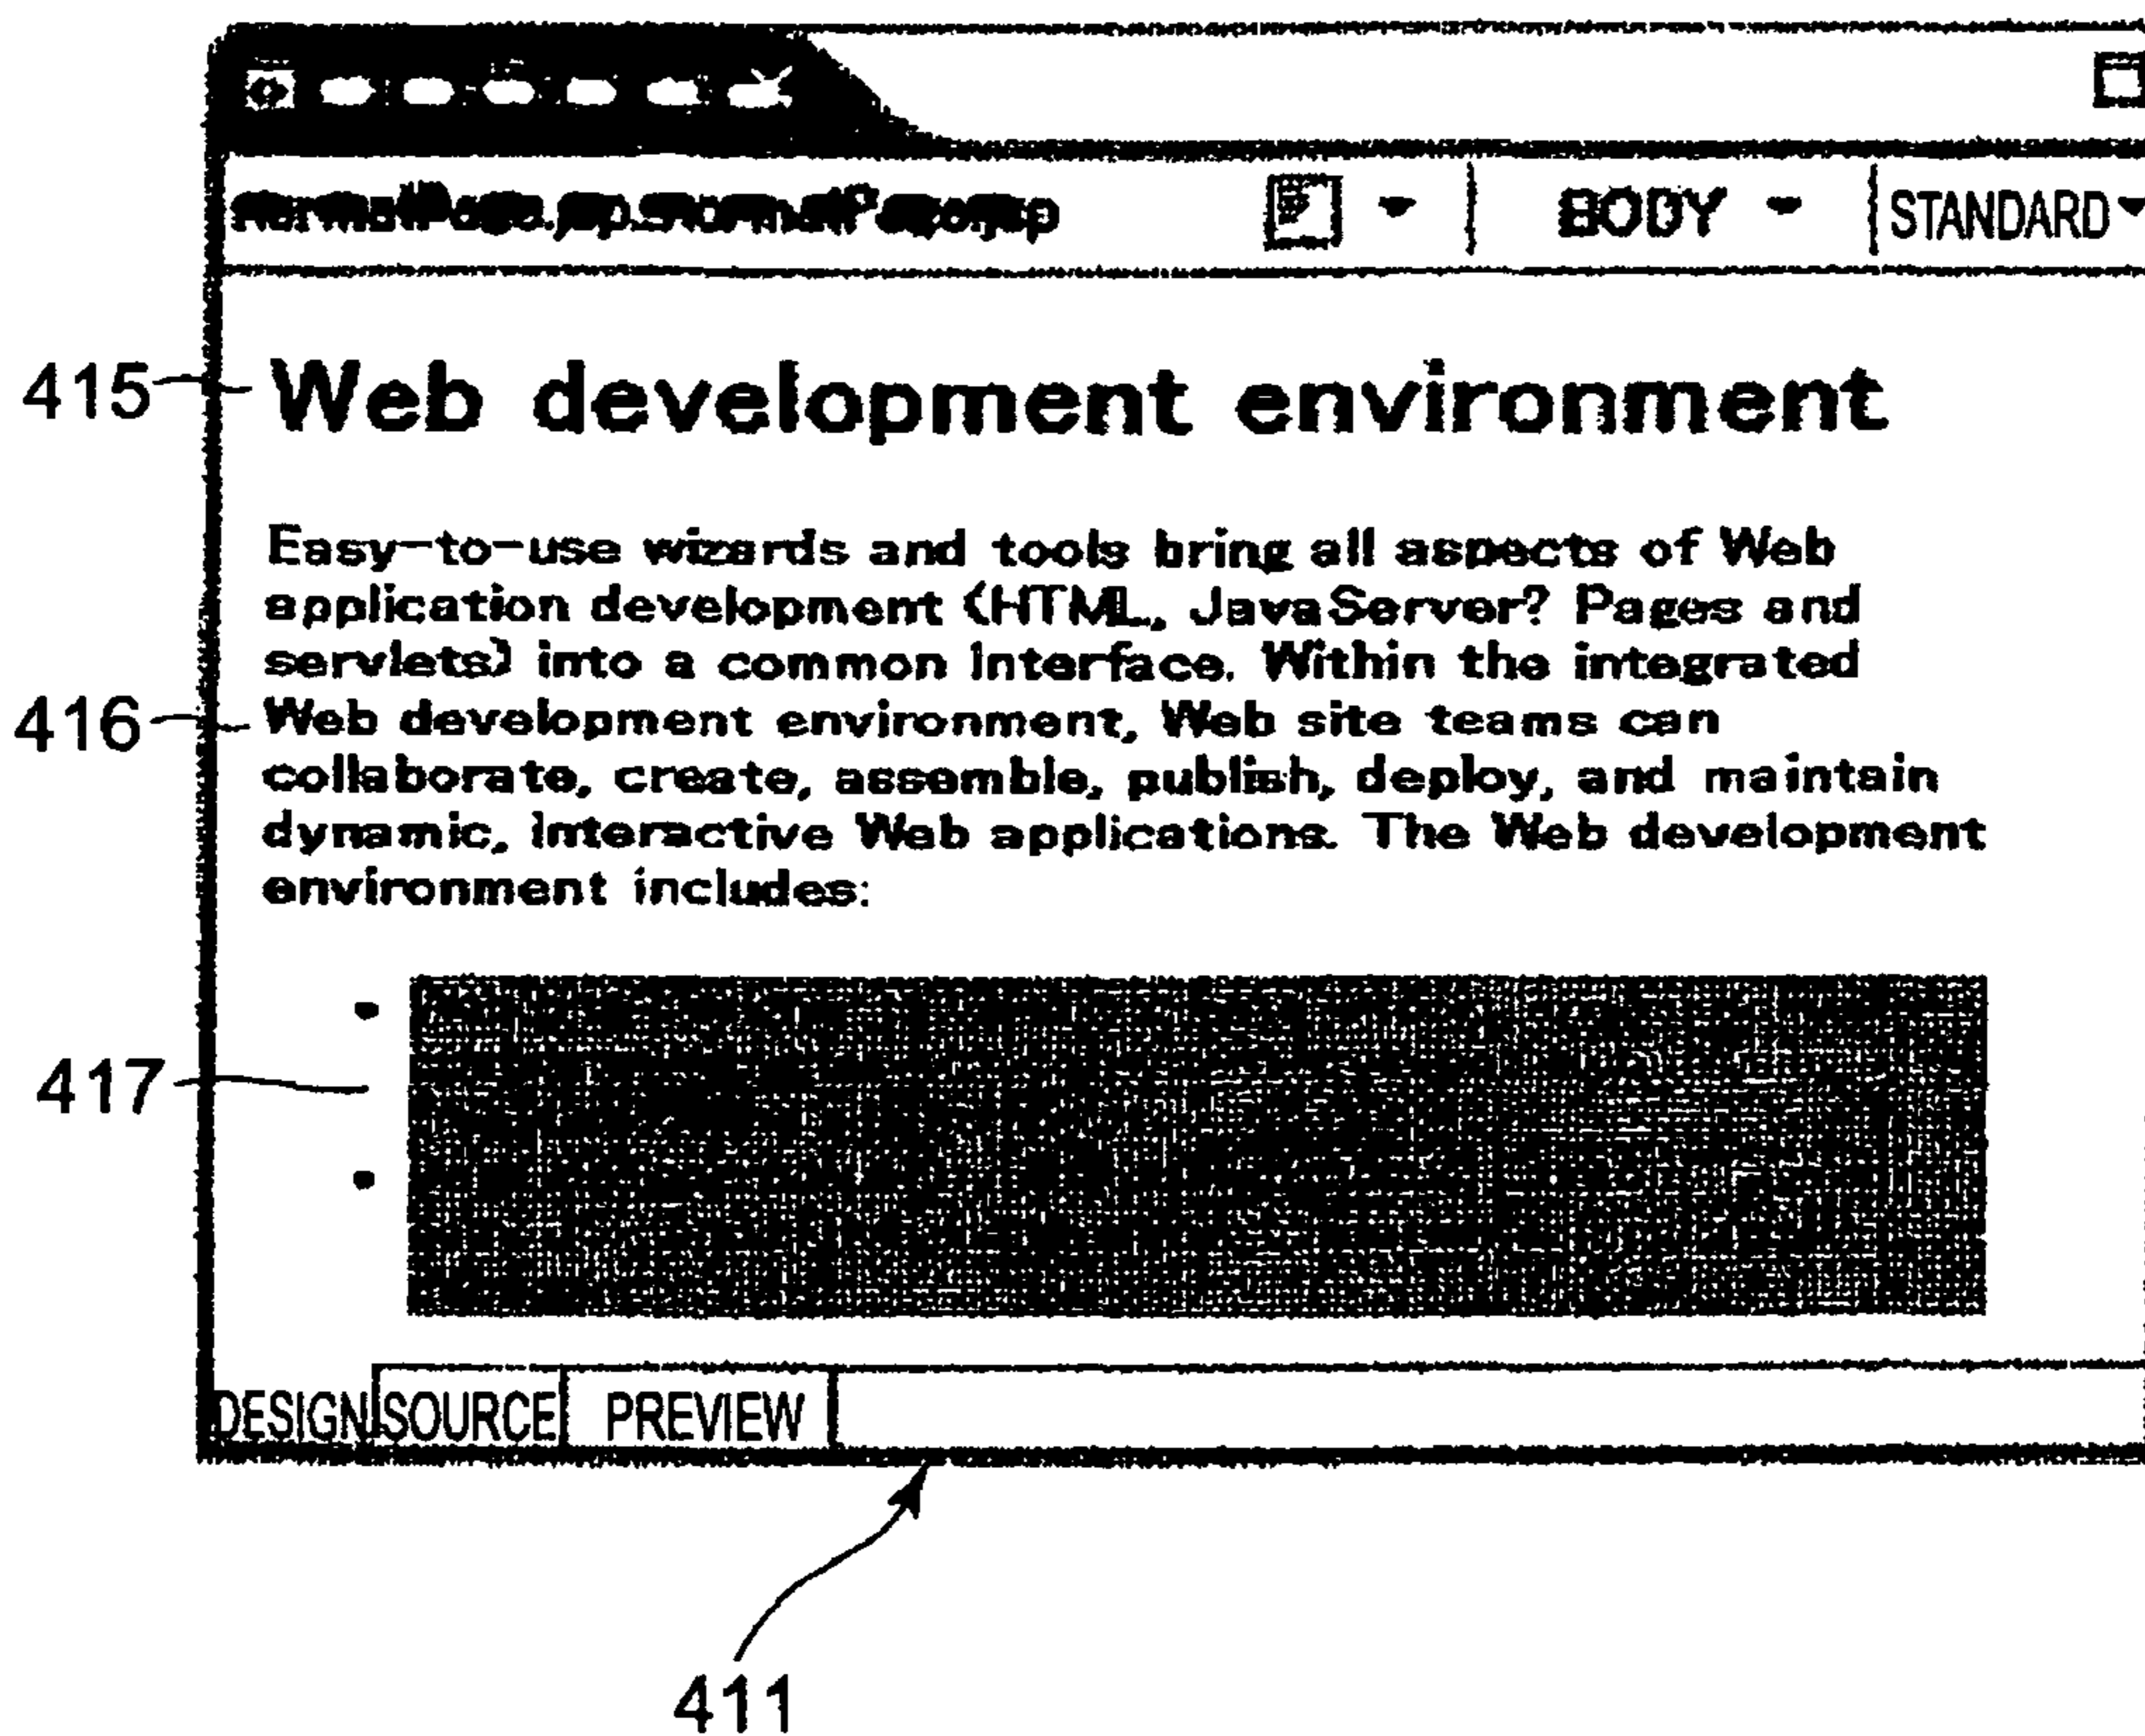 BODY
STANDARD
415
Web development environment
Easy-to-use wizards and tools bring all aspects of Web
application development (HTML, JavaServer? Pages and
servlets) into a common Interface. Within the integrated
416
Web development environment, Web site teams can
collaborate, create, assemble, publish, deploy, and maintain
dynamic, Interactive Web applications. The Web development
environment includes:
417
DESIGN SOURCE PREVIEW
411